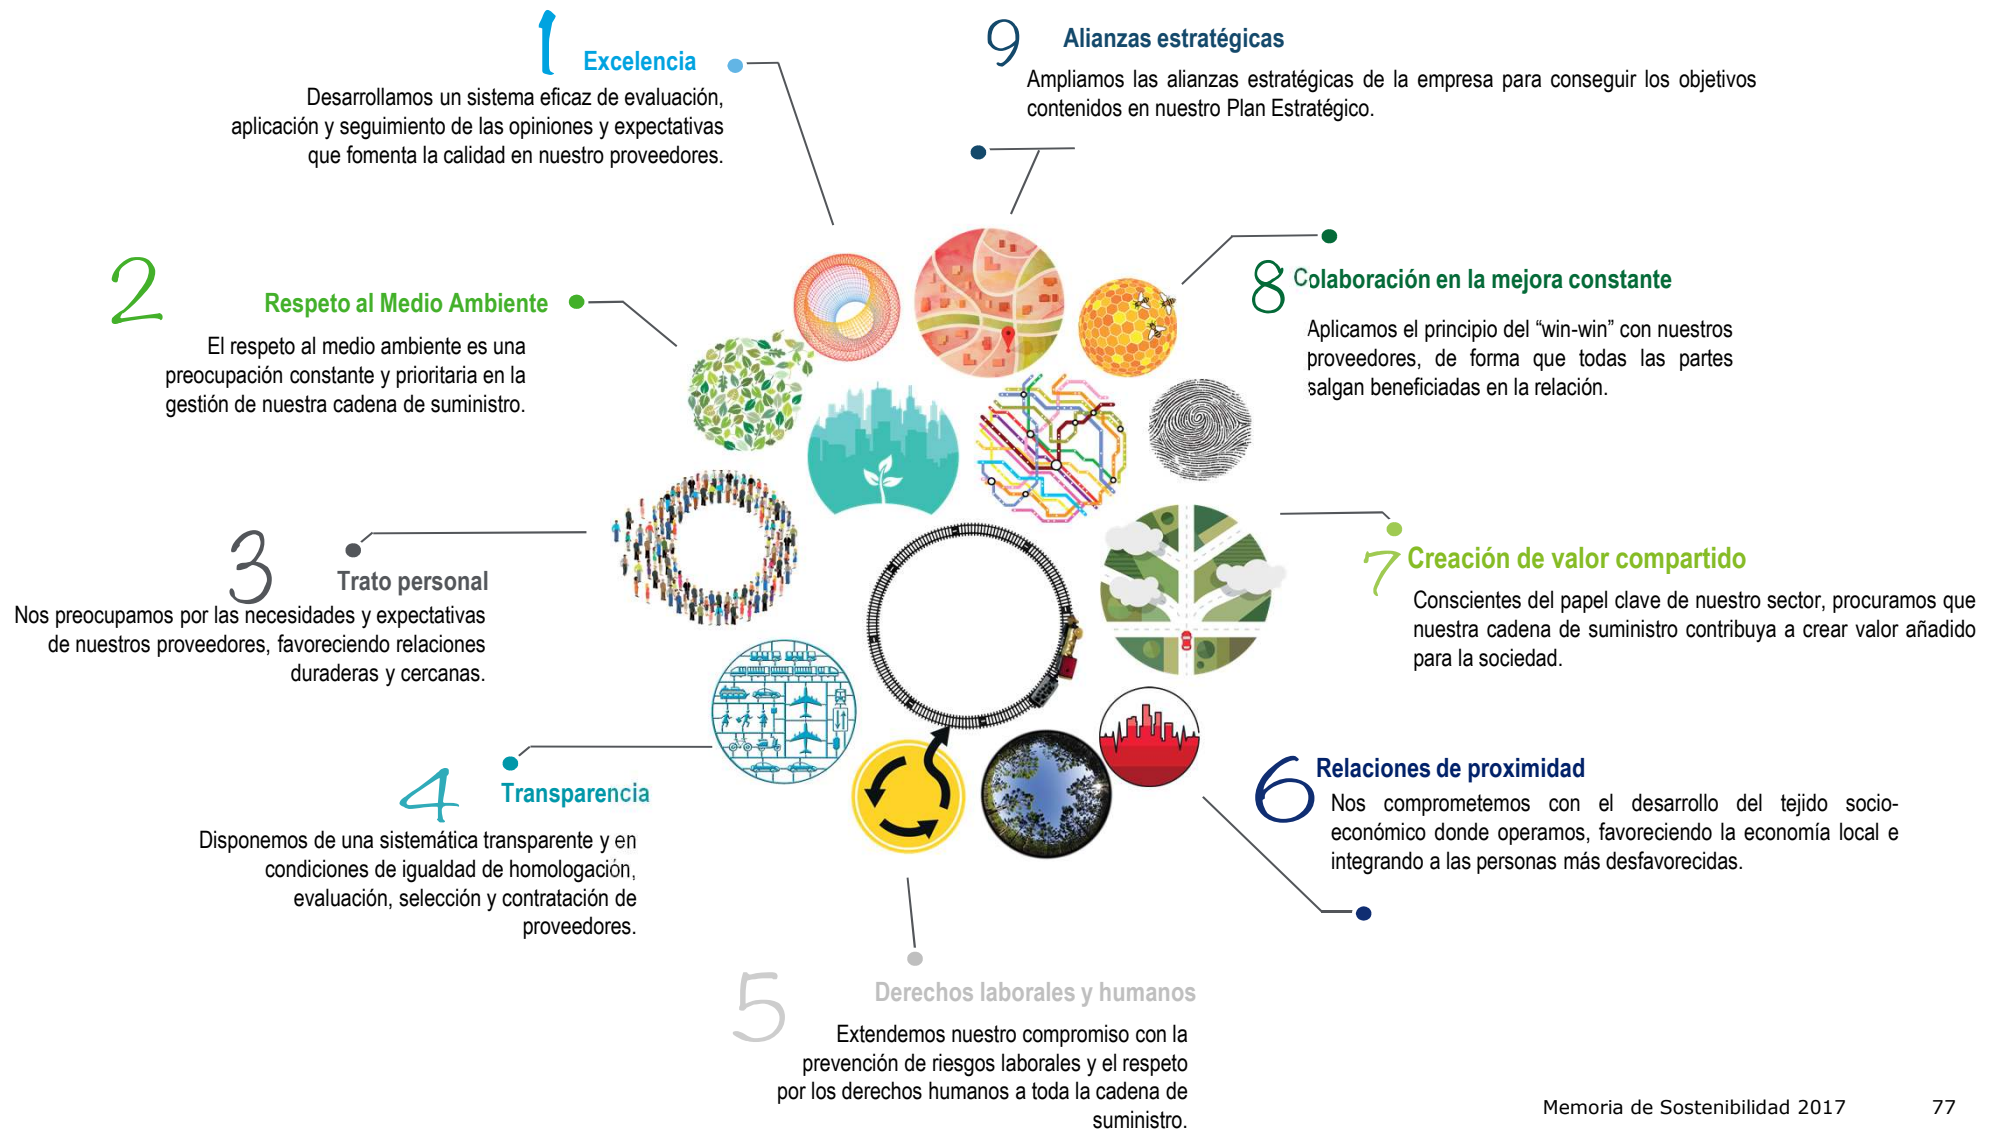 1 Excelencia
Desarrollamos un sistema eficaz de evaluación,
aplicación y seguimiento de las opiniones y expectativas
que fomenta la calidad en nuestro proveedores.
2
Respeto al Medio Ambiente
El respeto al medio ambiente es una
preocupación constante y prioritaria en la
gestión de nuestra cadena de suministro.
3
Trato personal
Nos preocupamos por las necesidades y expectativas
de nuestros proveedores, favoreciendo relaciones
duraderas y cercanas.
4 Transparencia
Disponemos de una sistemática transparente y en
condiciones de igualdad de homologación,
evaluación, selección y contratación de
proveedores.
5 Derechos laborales y humanos
Extendemos nuestro compromiso con la
prevención de riesgos laborales y el respeto
por los derechos humanos a toda la cadena de
suministro.
6 Relaciones de proximidad
Nos comprometemos con el desarrollo del tejido socio-
económico donde operamos, favoreciendo la economía local e
integrando a las personas más desfavorecidas.
7 Creación de valor compartido
Conscientes del papel clave de nuestro sector, procuramos que
nuestra cadena de suministro contribuya a crear valor añadido
para la sociedad.
8 Colaboración en la mejora constante
Aplicamos el principio del “win-win” con nuestros
proveedores, de forma que todas las partes
salgan beneficiadas en la relación.
9 Alianzas estratégicas
Ampliamos las alianzas estratégicas de la empresa para conseguir los objetivos
contenidos en nuestro Plan Estratégico.
Memoria de Sostenibilidad 2017 77